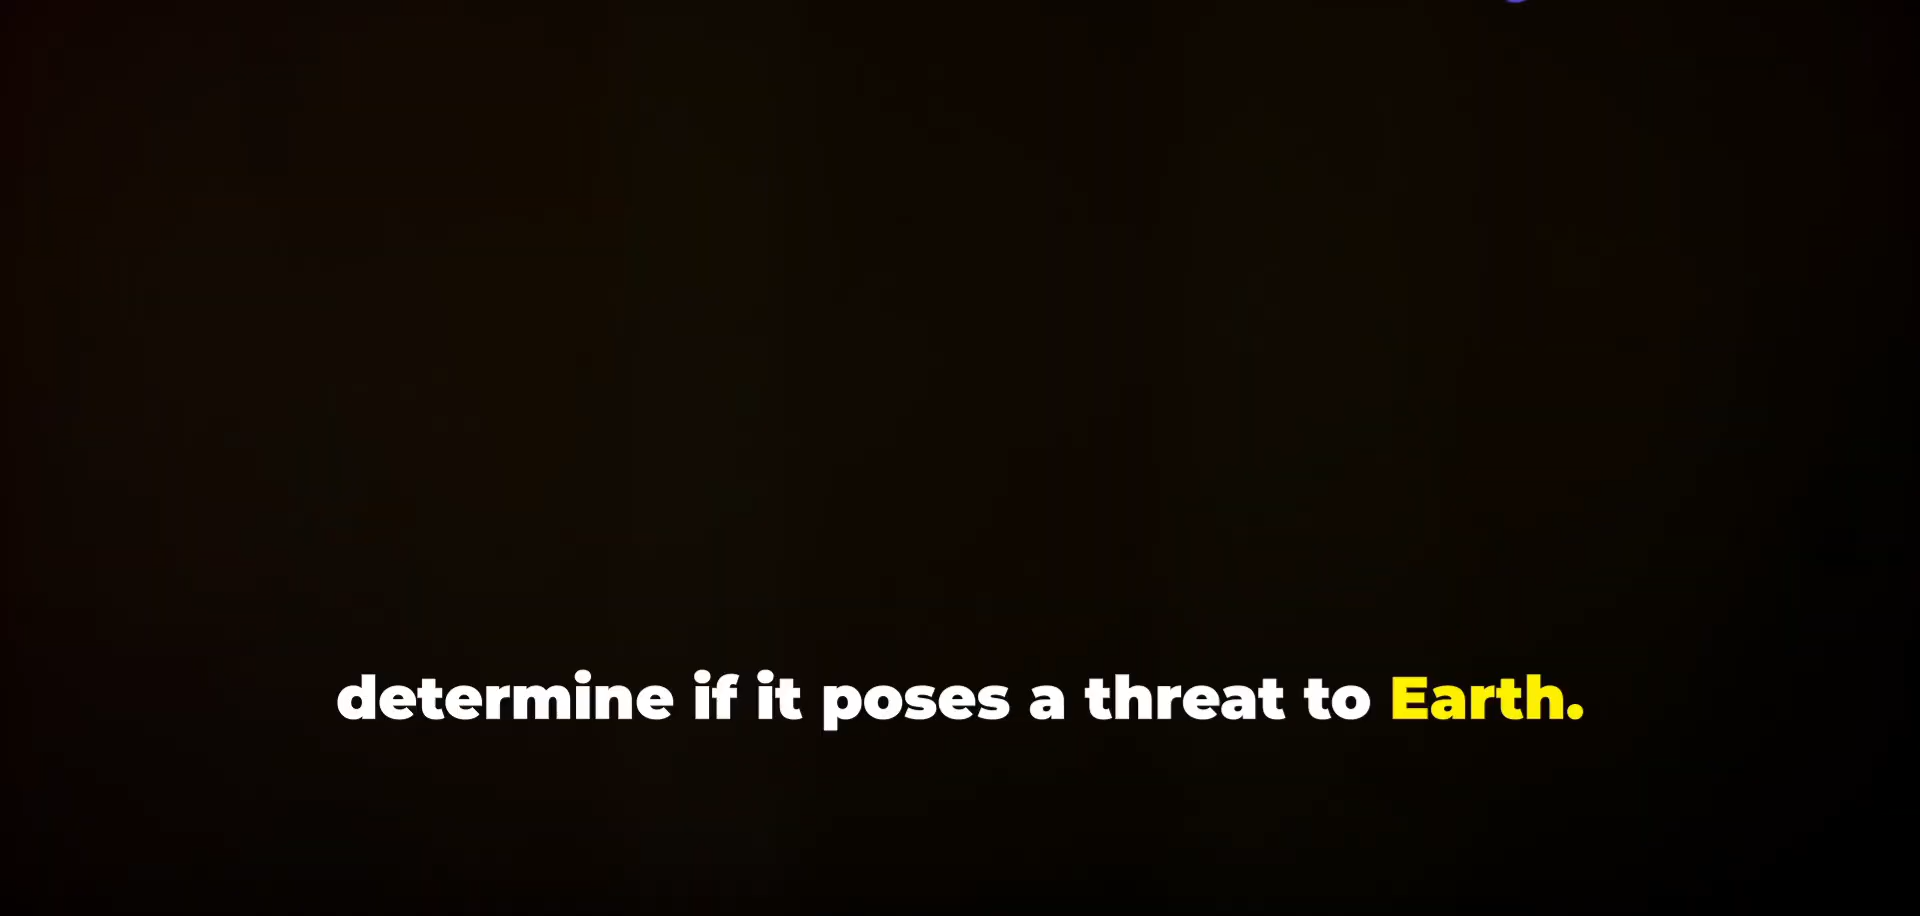 determine if it poses a threat to Earth.